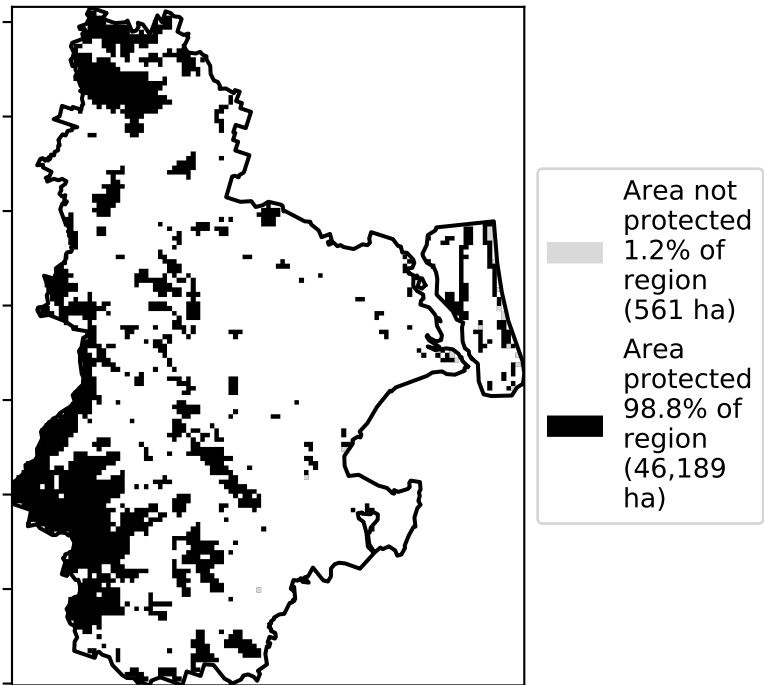 Area not
protected
1.2% of
region
(561 ha)
Area
protected
98.8% of
region
(46,189
ha)